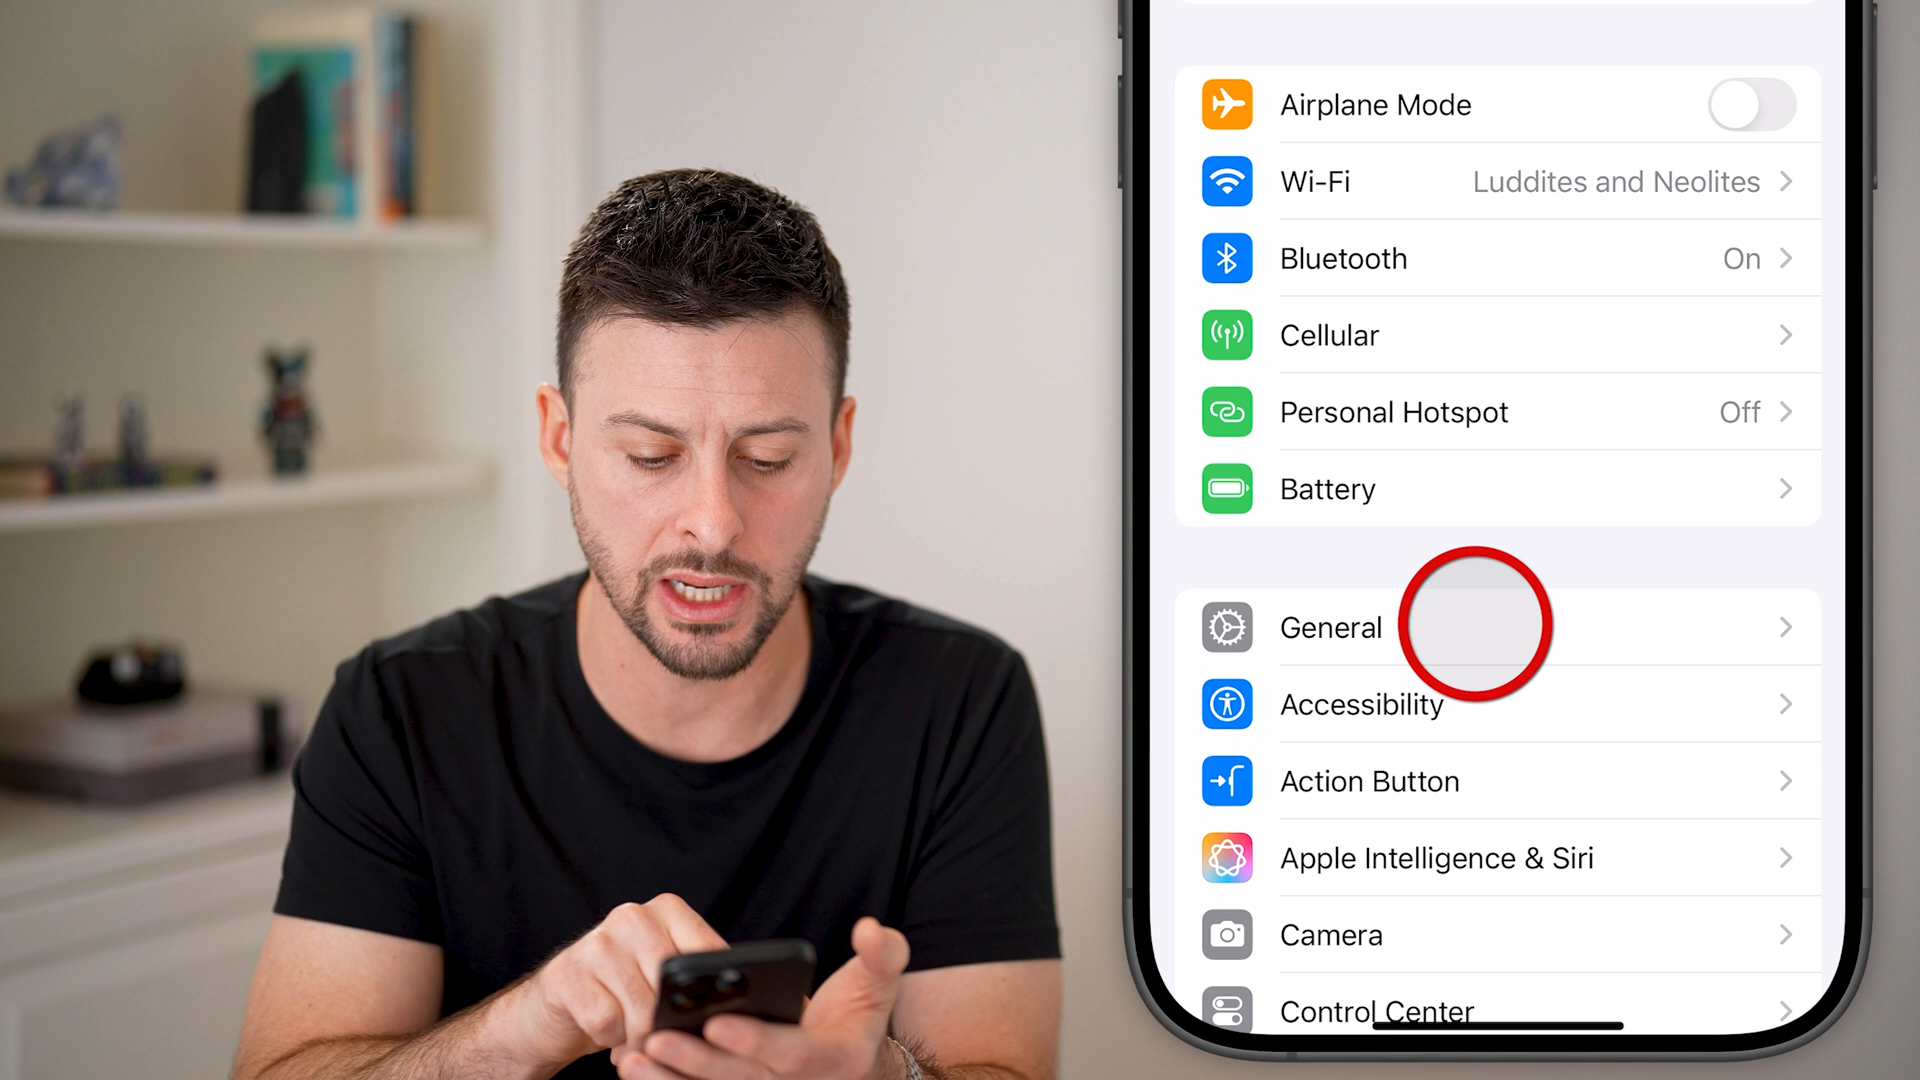 Airplane Mode
Wi-Fi Luddites and Neolites
Bluetooth On
Cellular
Personal Hotspot Off
Battery
General
Accessibility
Action Button
Apple Intelligence & Siri
Camera
Control Center